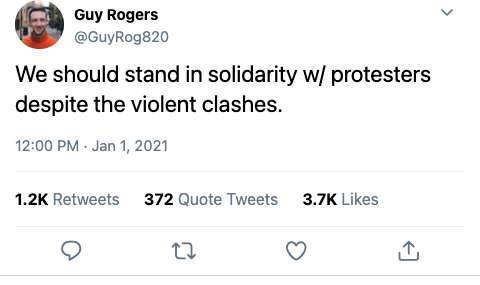 Guy Rogers
@GuyRog820
We should stand in solidarity w/ protesters
despite the violent clashes.
12:00 PM · Jan 1, 2021
1.2K Retweets 372 Quote Tweets 3.7K Likes